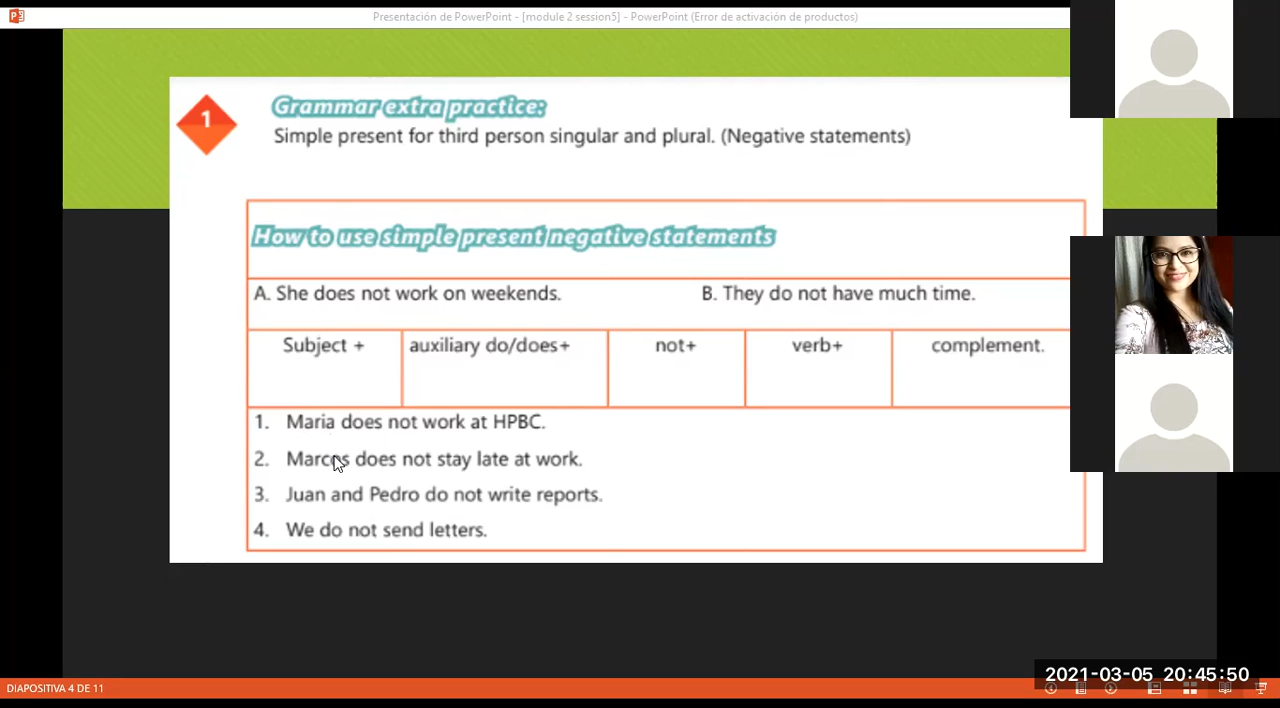 Presentación de PowerPoint - [module 2 session5] - PowerPoint (Error de activación de productos)
1
Grammar extra practice:
Simple present for third person singular and plural. (Negative statements)
How to use simple present negative statements
A. She does not work on weekends. B. They do not have much time.
Subject + auxiliary do/does+ not+ verb+ complement.
1. Maria does not work at HPBC.
2. Marcos does not stay late at work.
3. Juan and Pedro do not write reports.
4. We do not send letters.
2021-03-05 20:45:50
DIAPOSITIVA 4 DE 11